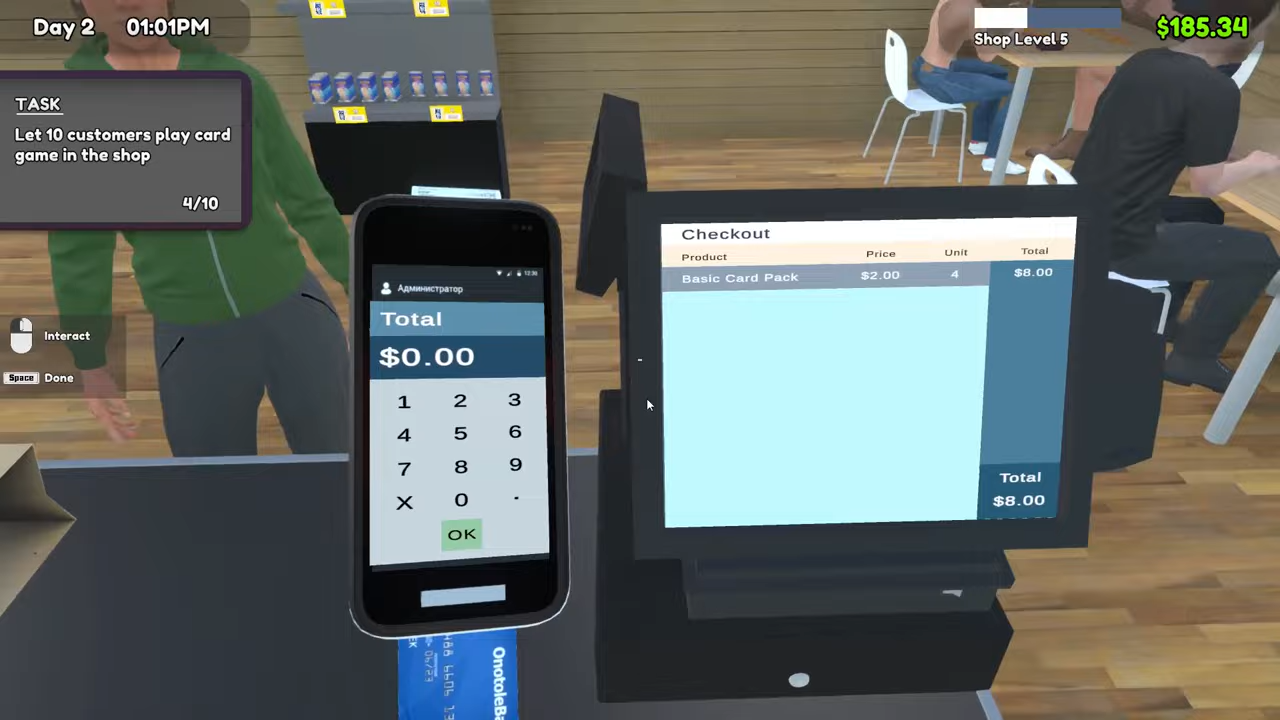 Day 2 01:01PM
Shop Level 5
$185.34
TASK
Let 10 customers play card
game in the shop
4/10
Interact
Space Done
12:36
Администратор
Total
$0.00
1 2 3
4 5 6
7 8 9
X 0 .
OK
Checkout
Product Price Unit Total
Basic Card Pack $2.00 4 $8.00
Total
$8.00